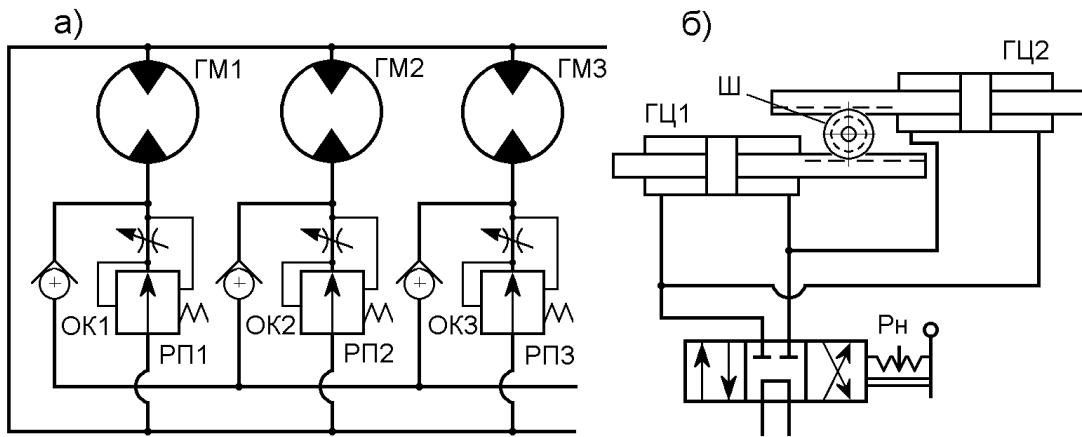 а)
ГМ1
ГМ2
ГМ3
ОК1
РП1
ОК2
РП2
ОК3
РП3
б)
ГЦ2
Ш
ГЦ1
Рн